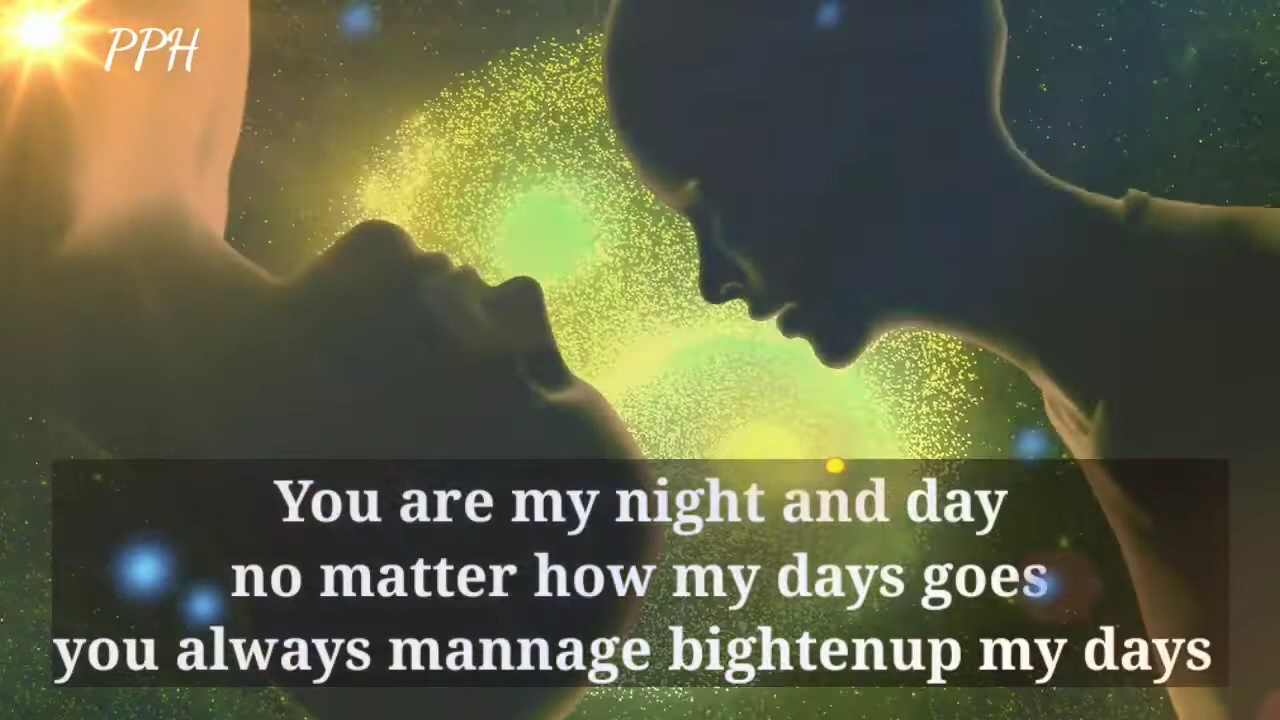 PPH
You are my night and day
no matter how my days goes
you always mannage bightenup my days